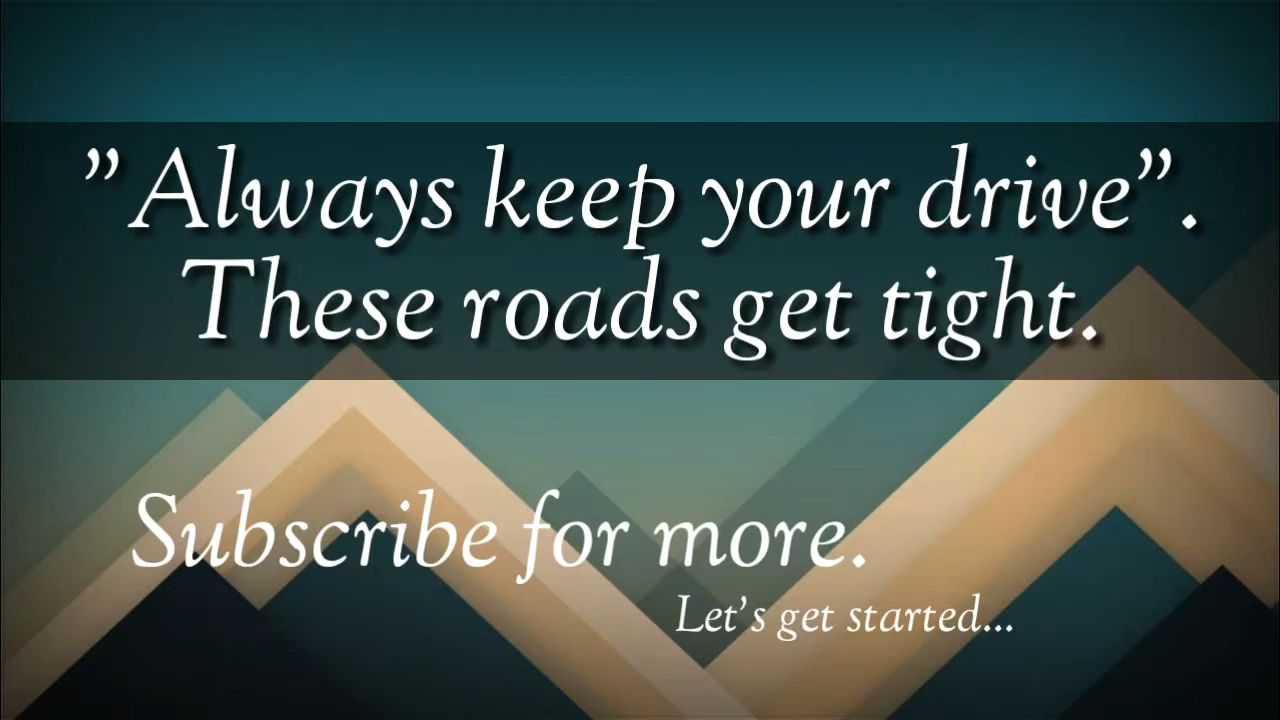 ”Always keep your drive”.
These roads get tight.
Subscribe for more.
Let’s get started...